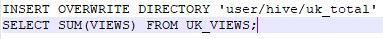 INSERT OVERWRITE DIRECTORY 'user/hive/uk_total'
SELECT SUM(VIEWS) FROM UK_VIEWS;